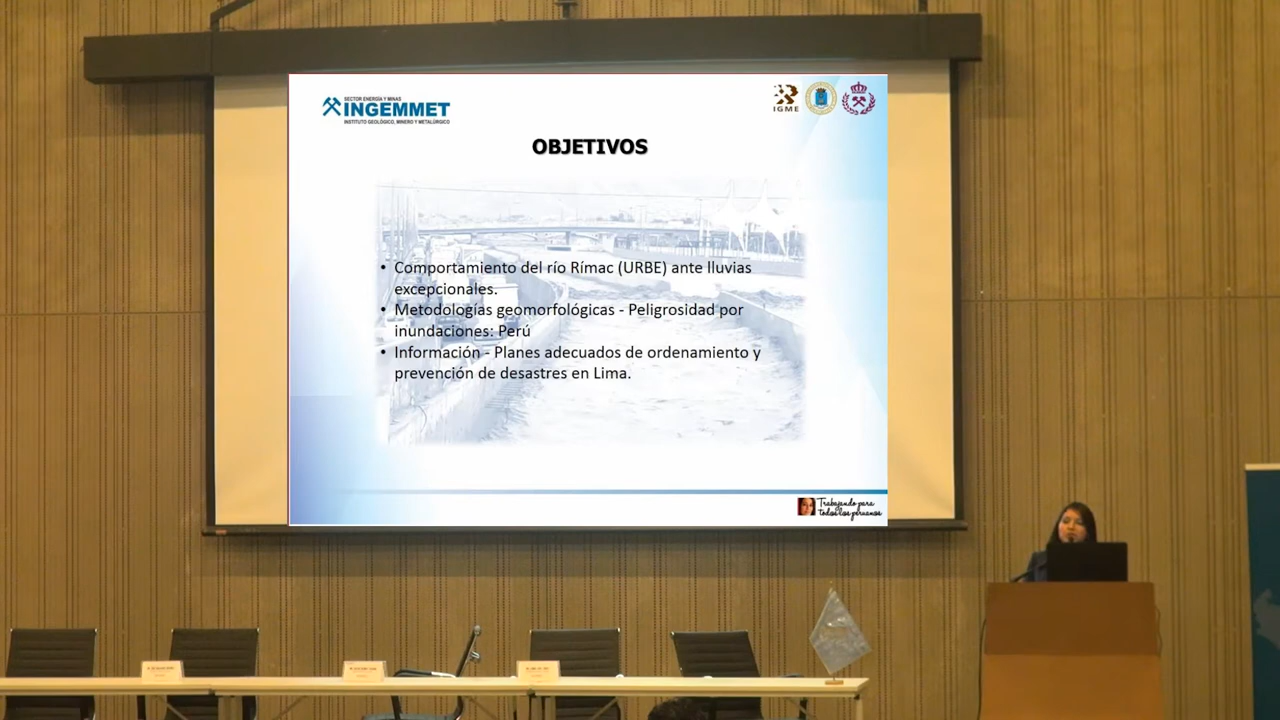 SECTOR ENERGÍA Y MINAS
INGEMMET
INSTITUTO GEOLÓGICO, MINERO Y METALÚRGICO
IGME
OBJETIVOS
• Comportamiento del río Rímac (URBE) ante lluvias
excepcionales.
• Metodologías geomorfológicas - Peligrosidad por
inundaciones: Perú
• Información - Planes adecuados de ordenamiento y
prevención de desastres en Lima.
Trabajando para
todos los peruanos